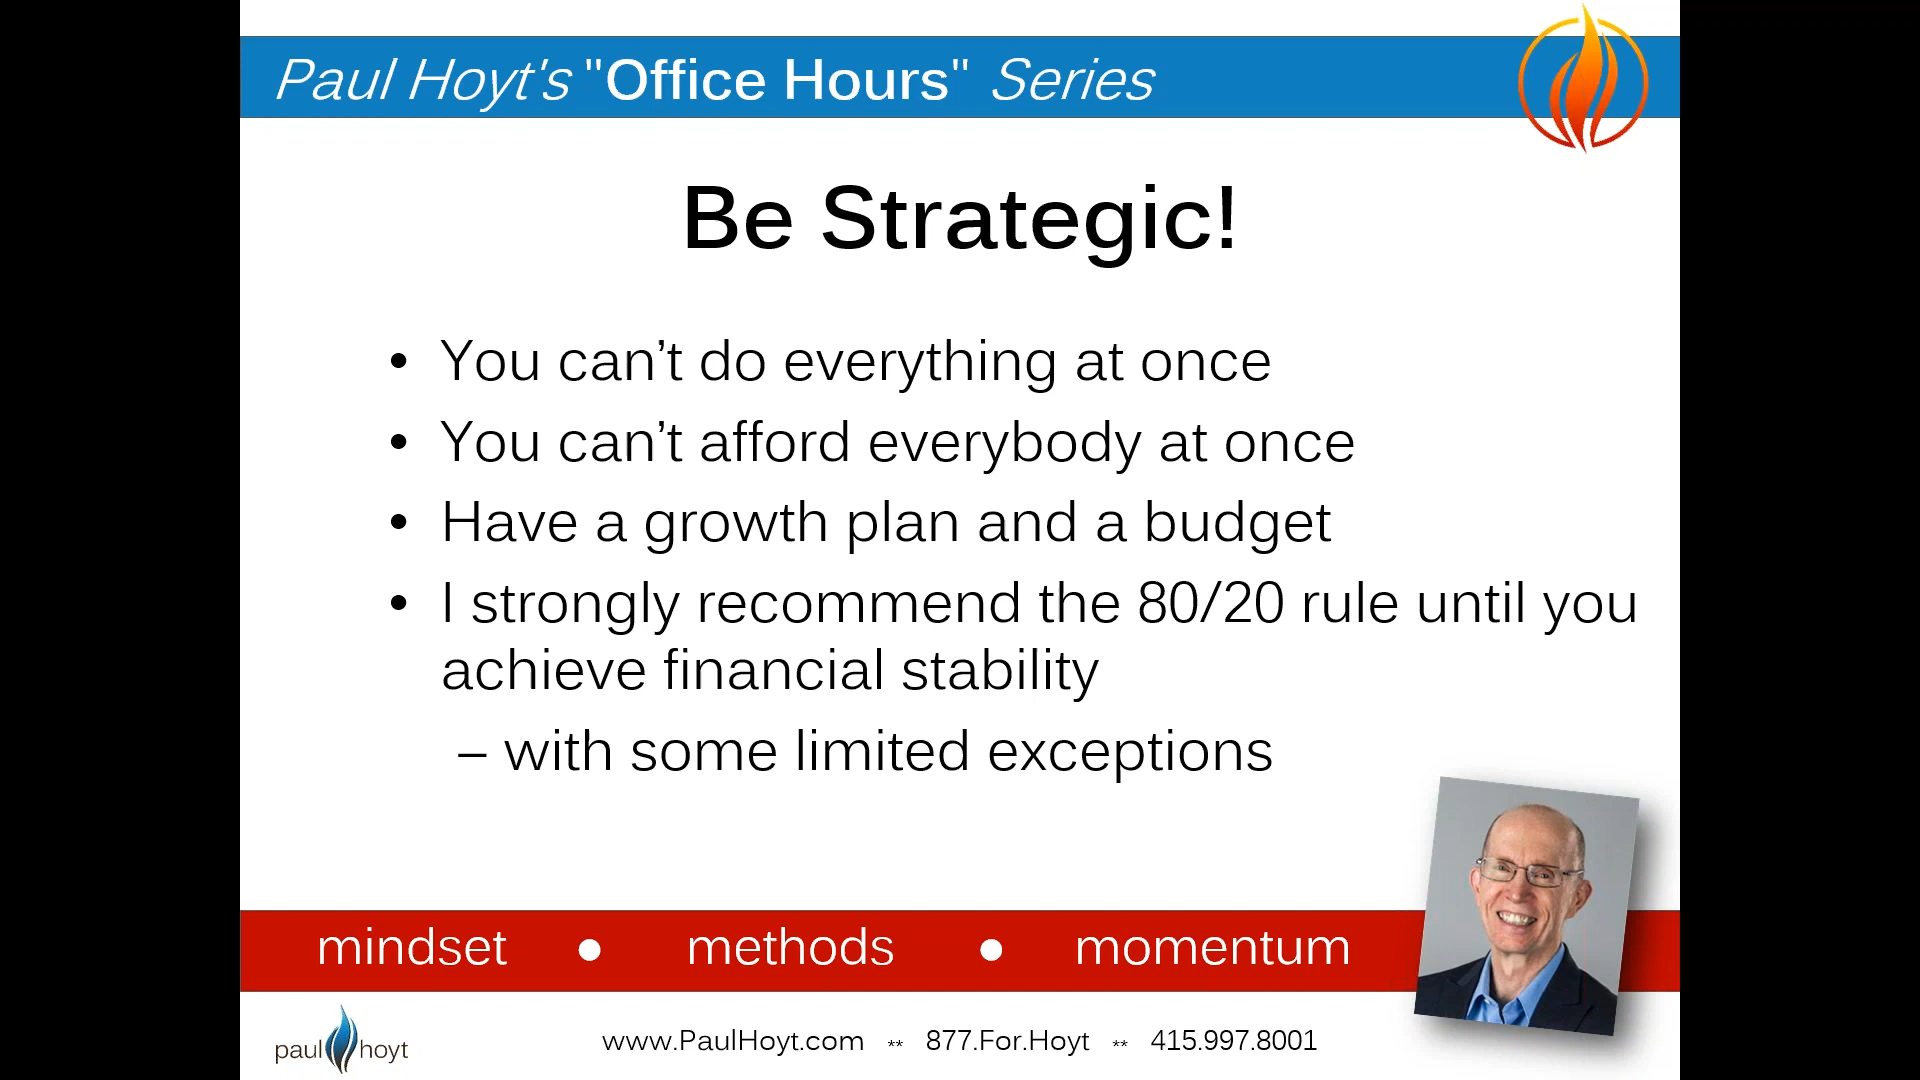 Paul Hoyt's "Office Hours" Series
Be Strategic!
• You can’t do everything at once
• You can’t afford everybody at once
• Have a growth plan and a budget
• I strongly recommend the 80/20 rule until you
achieve financial stability
– with some limited exceptions
mindset • methods • momentum
paul hoyt
www.PaulHoyt.com ** 877.For.Hoyt ** 415.997.8001